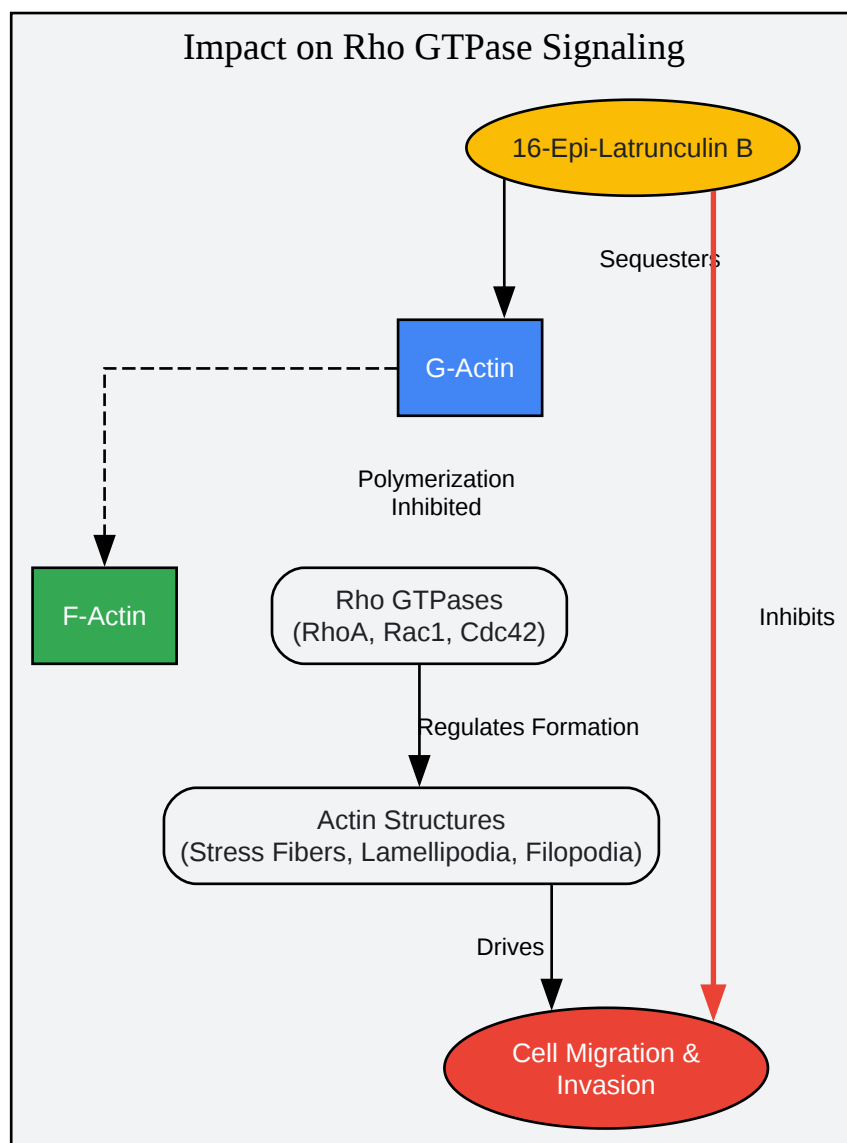 Impact on Rho GTPase Signaling
16-Epi-Latrunculin B
Sequesters
G-Actin
Polymerization
Inhibited
F-Actin
Rho GTPases
(RhoA, Rac1, Cdc42)
Inhibits
Regulates Formation
Actin Structures
(Stress Fibers, Lamellipodia, Filopodia)
Drives
Cell Migration &
Invasion